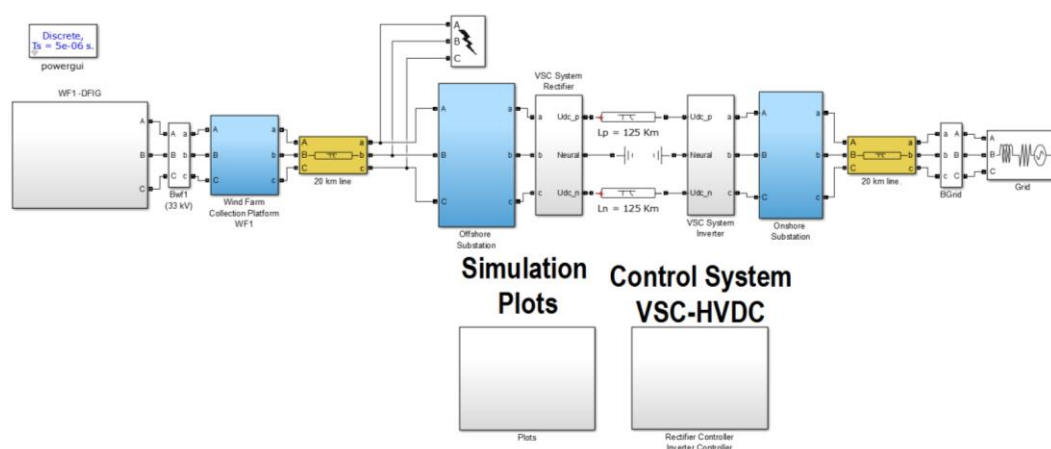 Discrete,
Ts = 5e-06 s.
powergui
WF1 -DFIG
A
B
C
A
B
C
a
b
c
Bwf1
(33 kV)
A
B
C
a
b
c
Wind Farm
Collection Platform
WF1
A
B
C
a
b
c
20 km line
A
B
C
A
B
C
a
b
c
Offshore
Substation
VSC System
Rectifier
a
b
c
Udc_p
Neural
Udc_n
Lp = 125 Km
Ln = 125 Km
Udc_p
Neural
Udc_n
a
b
c
VSC System
Inverter
A
B
C
a
b
c
Onshore
Substation
A
B
C
a
b
c
20 km line.
a
b
c
A
B
C
BGrid
A
B
C
Grid
Simulation
Plots
Control System
VSC-HVDC
Plots
Rectifier Controller
Inverter Controller